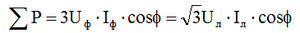 ∑ P = 3Uф · Iф · cosϕ = √3Uл · Iл · cosϕ